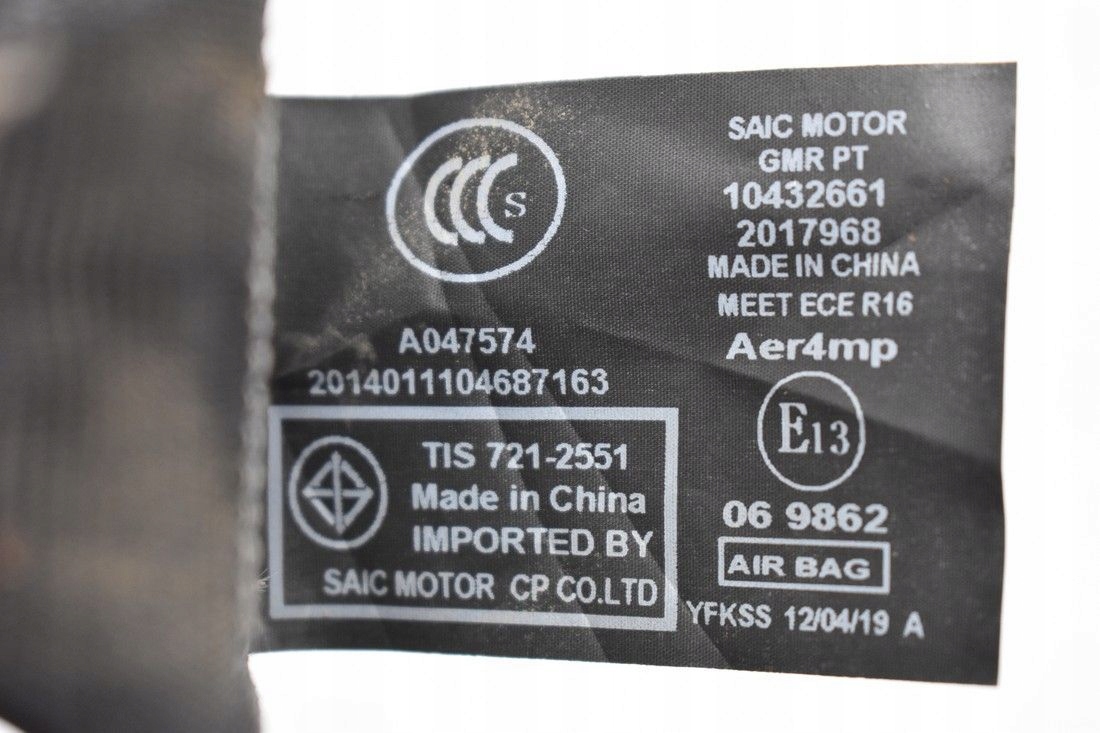 CCC S
A047574
2014011104687163
TIS 721-2551
Made in China
IMPORTED BY
SAIC MOTOR CP CO.LTD
SAIC MOTOR
GMR PT
10432661
2017968
MADE IN CHINA
MEET ECE R16
Aer4mp
E13
06 9862
AIR BAG
YFKSS 12/04/19 A